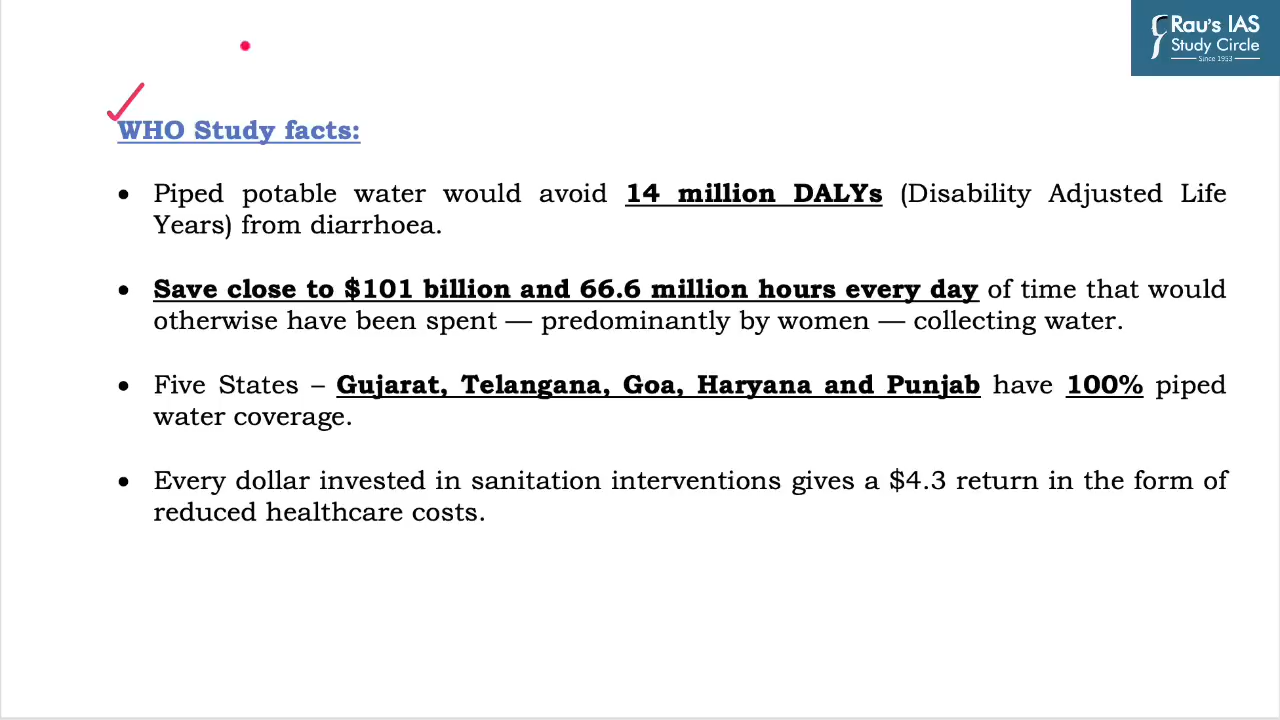 Rau's IAS
Study Circle
Since 1953
WHO Study facts:
• Piped potable water would avoid 14 million DALYs (Disability Adjusted Life
Years) from diarrhoea.
• Save close to $101 billion and 66.6 million hours every day of time that would
otherwise have been spent — predominantly by women — collecting water.
• Five States – Gujarat, Telangana, Goa, Haryana and Punjab have 100% piped
water coverage.
• Every dollar invested in sanitation interventions gives a $4.3 return in the form of
reduced healthcare costs.